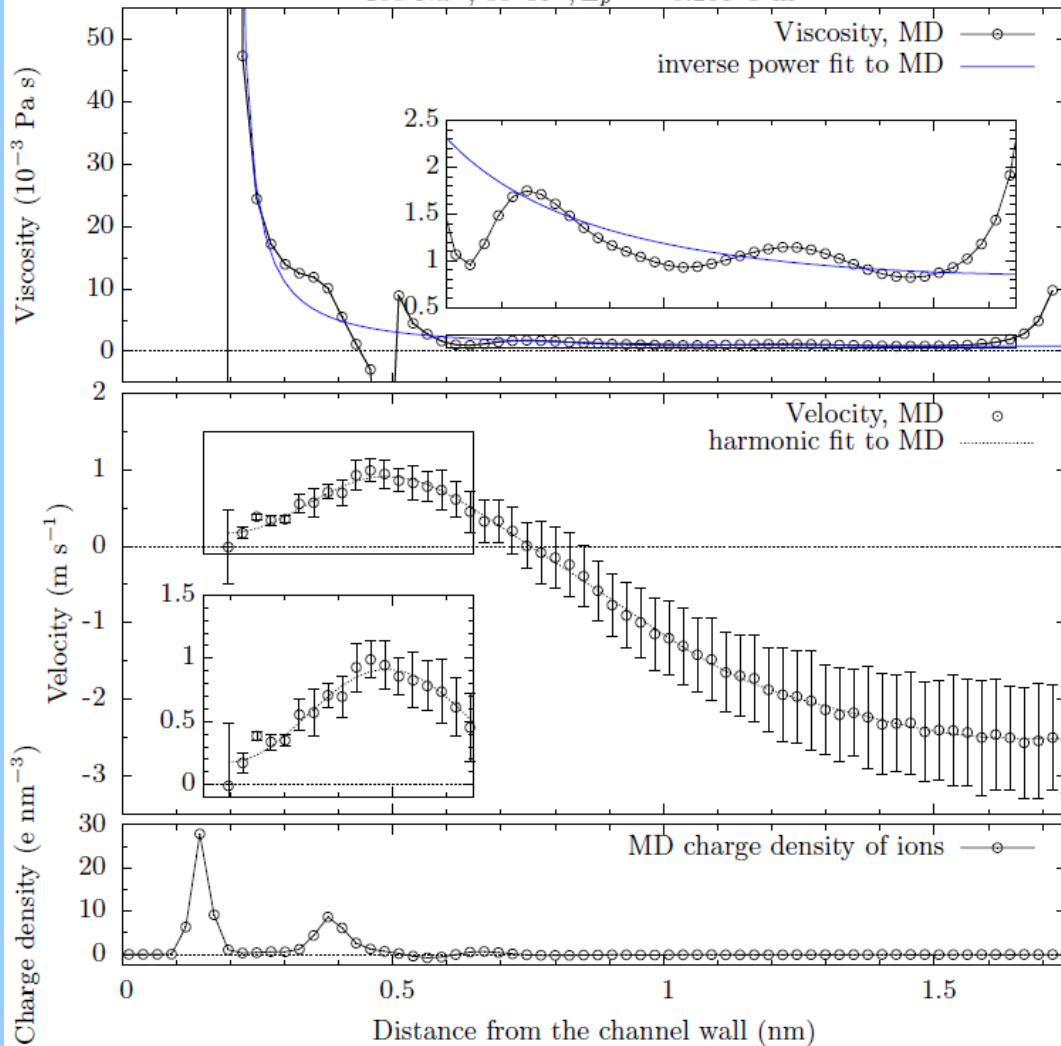 Viscosity (10⁻³ Pa s)
50
40
30
20
10
0
Viscosity, MD
inverse power fit to MD
2.5
2
1.5
1
0.5
Velocity (m s⁻¹)
2
1
0
-1
-2
-3
Velocity, MD
harmonic fit to MD
1.5
1
0.5
0
Charge density (e nm⁻³)
30
20
10
0
MD charge density of ions
0 0.5 1 1.5
Distance from the channel wall (nm)